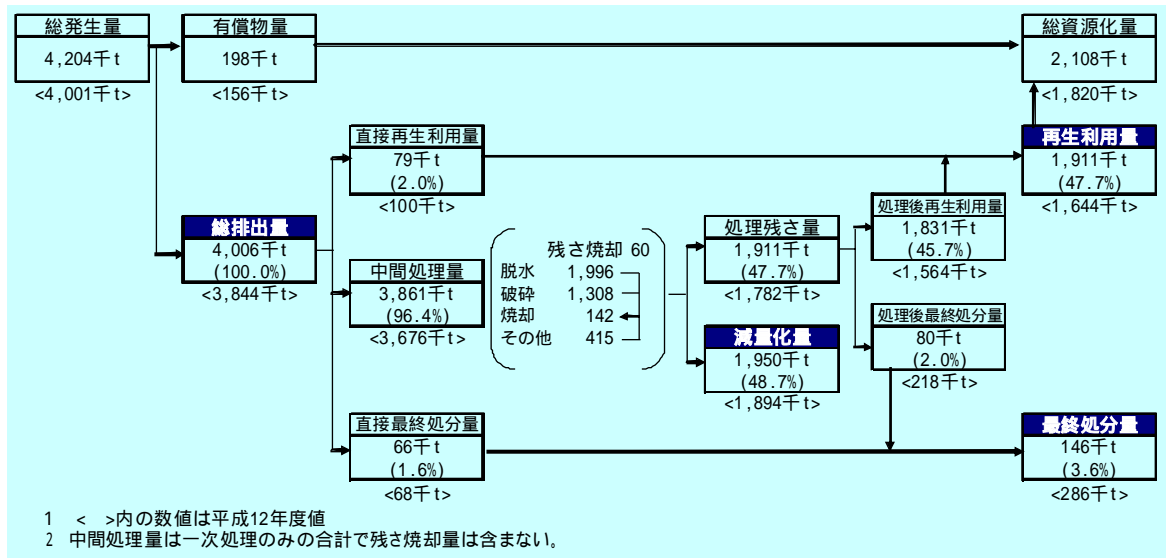 総発生量
4,204千t
<4,001千t>
有償物量
198千t
<156千t>
総資源化量
2,108千t
<1,820千t>
直接再生利用量
79千t
(2.0%)
<100千t>
再生利用量
1,911千t
(47.7%)
<1,644千t>
総排出量
4,006千t
(100.0%)
<3,844千t>
中間処理量
3,861千t
(96.4%)
<3,676千t>
残さ焼却 60
脱水 1,996
破砕 1,308
焼却 142
その他 415
処理残さ量
1,911千t
(47.7%)
<1,782千t>
減量化量
1,950千t
(48.7%)
<1,894千t>
処理後再生利用量
1,831千t
(45.7%)
<1,564千t>
処理後最終処分量
80千t
(2.0%)
<218千t>
直接最終処分量
66千t
(1.6%)
<68千t>
最終処分量
146千t
(3.6%)
<286千t>
1 < >内の数値は平成12年度値
2 中間処理量は一次処理のみの合計で残さ焼却量は含まない。